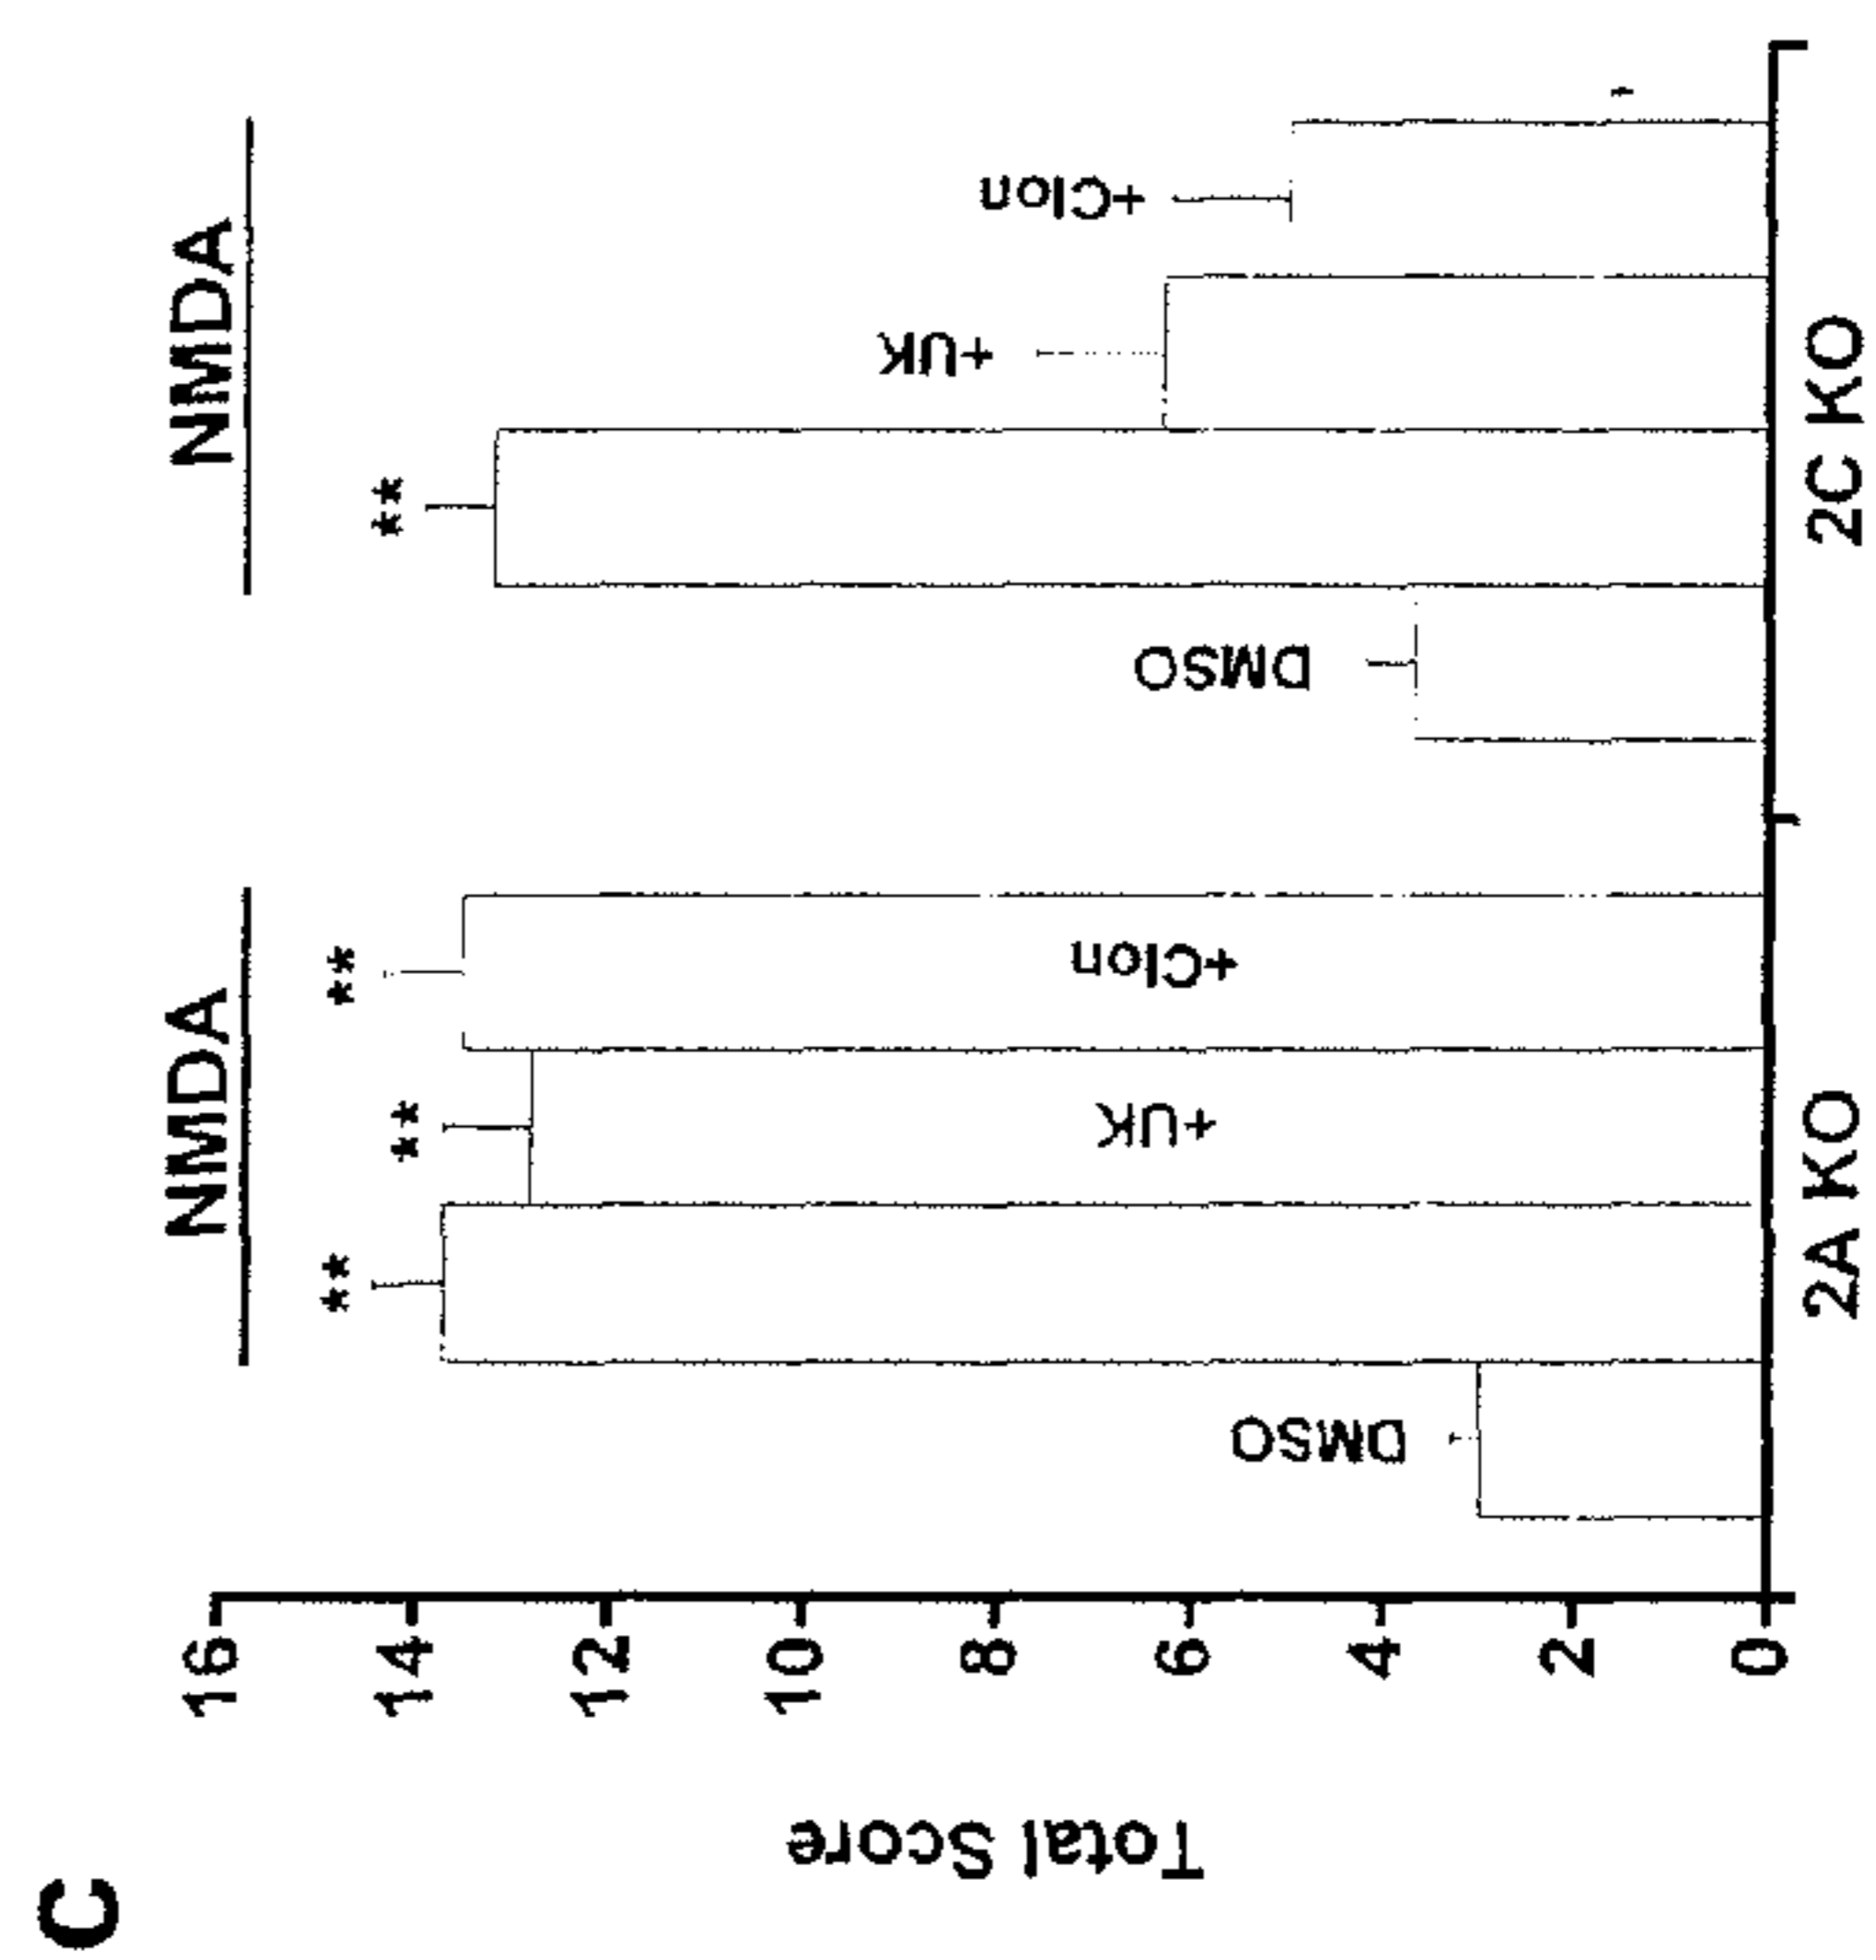 C
NMDA
NMDA
** ** ** **
DMSO
+UK
+Clon
DMSO
+UK
+Clon
Total Score
16
14
12
10
8
6
4
2
0
2A KO
2C KO